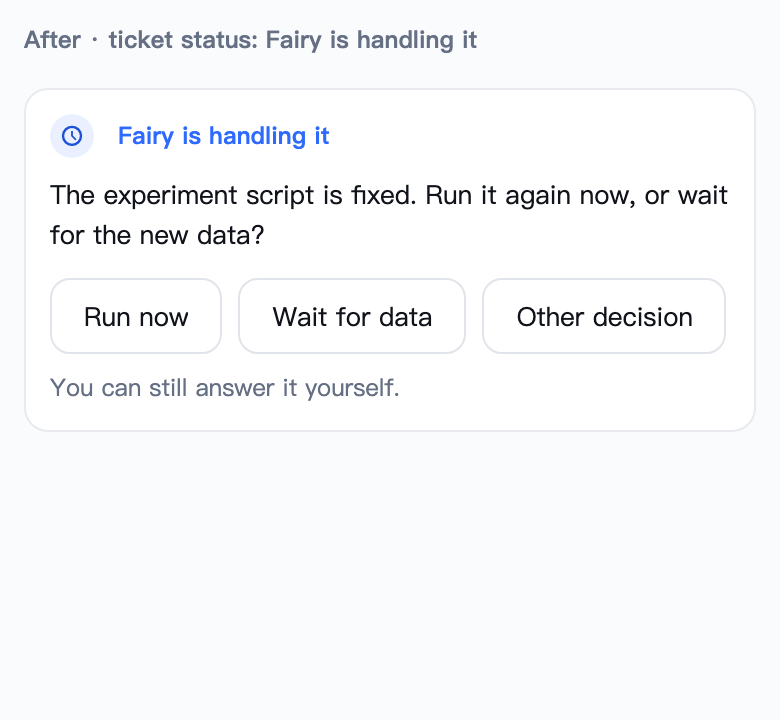 After · ticket status: Fairy is handling it
Fairy is handling it
The experiment script is fixed. Run it again now, or wait
for the new data?
Run now
Wait for data
Other decision
You can still answer it yourself.